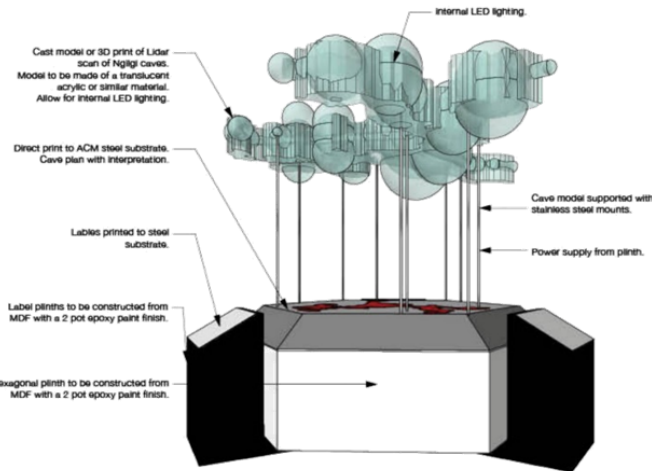 Internal LED lighting.
Cast model or 3D print of Lidar
scan of Ngilgi caves.
Model to be made of a translucent
acrylic or similar material.
Allow for internal LED lighting.
Direct print to ACM steel substrate.
Cave plan with interpretation.
Cave model supported with
stainless steel mounts.
Lables printed to steel
substrate.
Power supply from plinth.
Label plinths to be constructed from
MDF with a 2 pot epoxy paint finish.
exagonal plinth to be constructed from
MDF with a 2 pot epoxy paint finish.